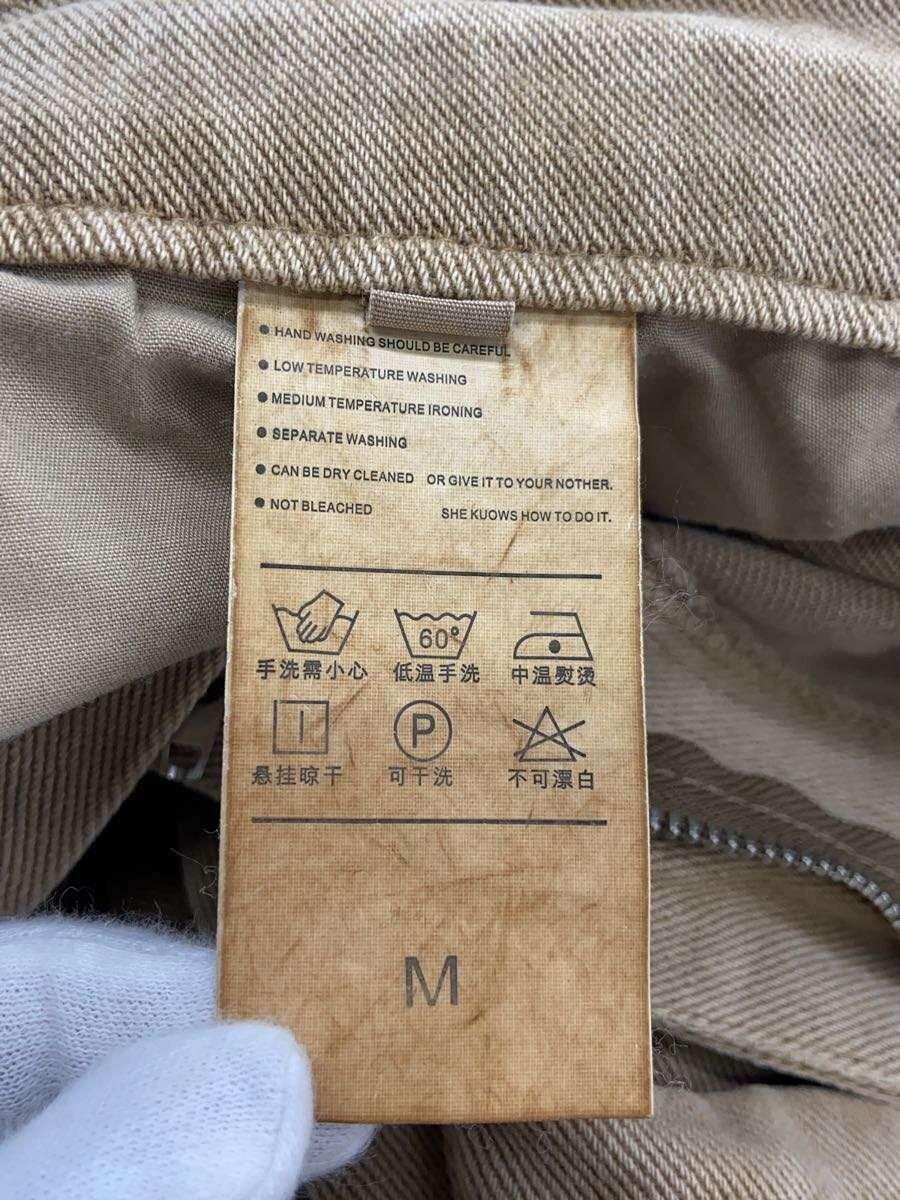 ● HAND WASHING SHOULD BE CAREFUL
● LOW TEMPERATURE WASHING
● MEDIUM TEMPERATURE IRONING
● SEPARATE WASHING
● CAN BE DRY CLEANED OR GIVE IT TO YOUR NOTHER.
● NOT BLEACHED SHE KUOWS HOW TO DO IT.
60°
手洗需小心 低温手洗 中温熨烫
P
悬挂晾干 可干洗 不可漂白
M